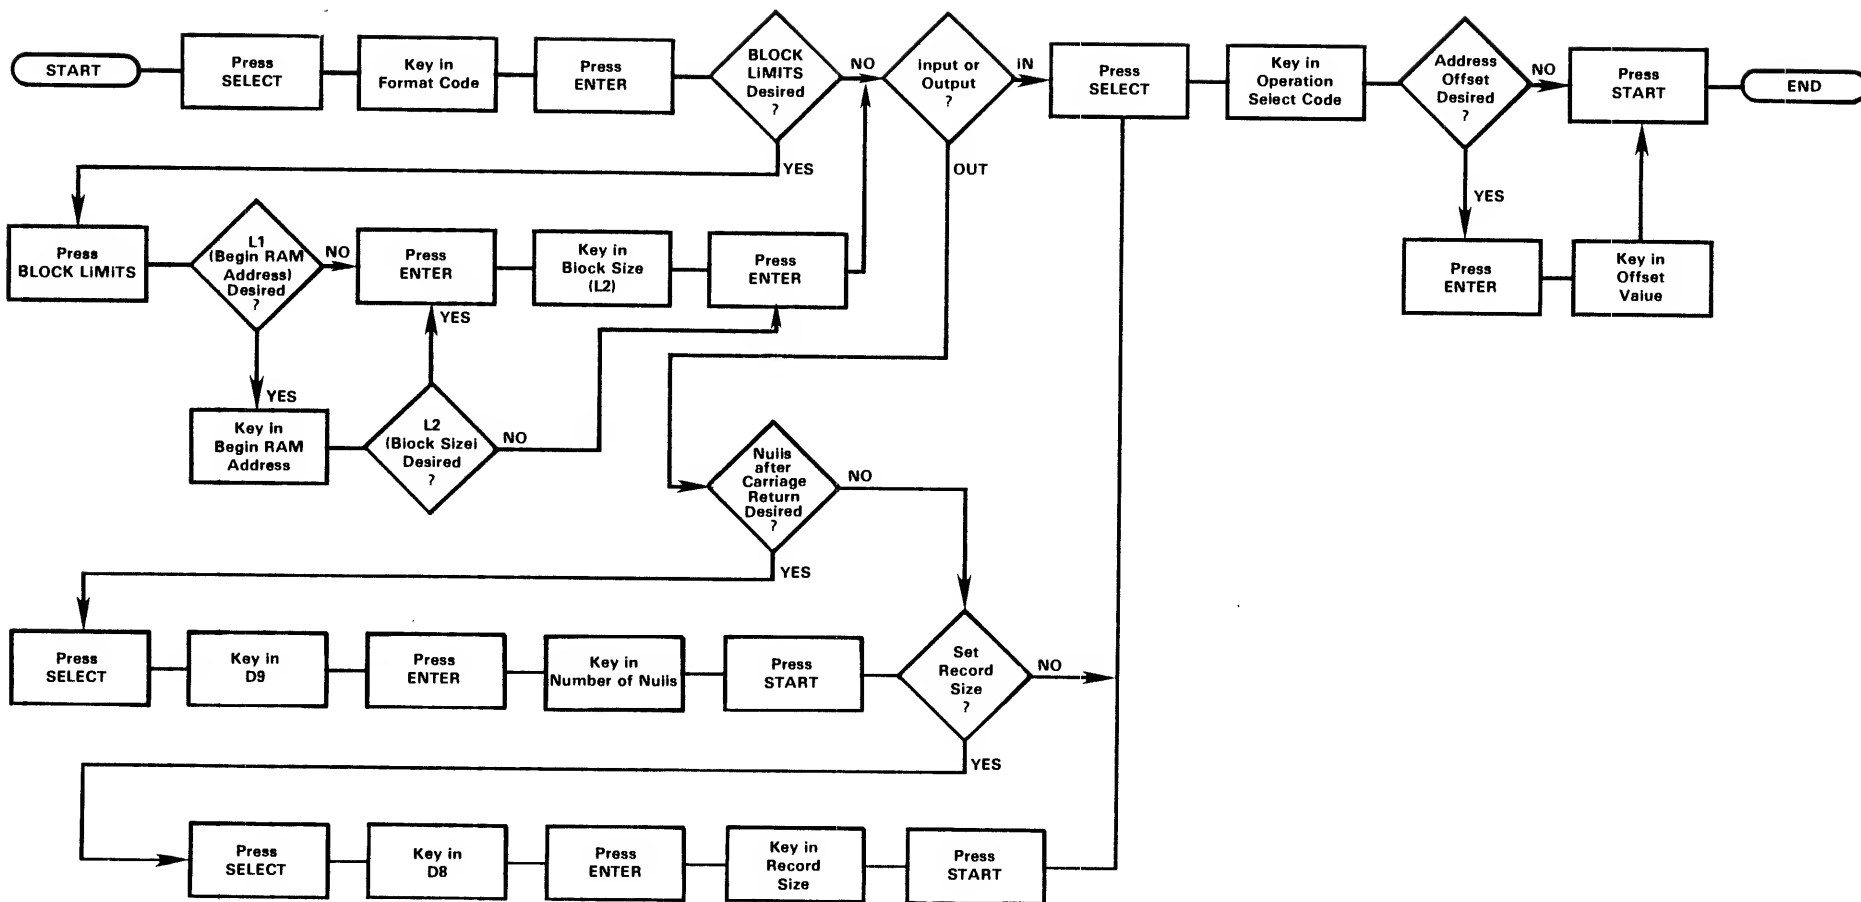 START
Press
SELECT
Key in
Format Code
Press
ENTER
BLOCK
LIMITS
Desired
?
NO
YES
input or
Output
?
IN
OUT
Press
SELECT
Key in
Operation
Select Code
Address
Offset
Desired
?
NO
YES
Press
START
END
Press
ENTER
Key in
Offset
Value
Press
BLOCK LIMITS
L1
(Begin RAM
Address)
Desired
?
NO
YES
Press
ENTER
Key in
Block Size
(L2)
Press
ENTER
YES
Key in
Begin RAM
Address
L2
(Block Size)
Desired
?
NO
Nulls
after
Carriage
Return
Desired
?
NO
YES
Press
SELECT
Key in
D9
Press
ENTER
Key in
Number of Nulls
Press
START
Set
Record
Size
?
NO
YES
Press
SELECT
Key in
D8
Press
ENTER
Key in
Record
Size
Press
START